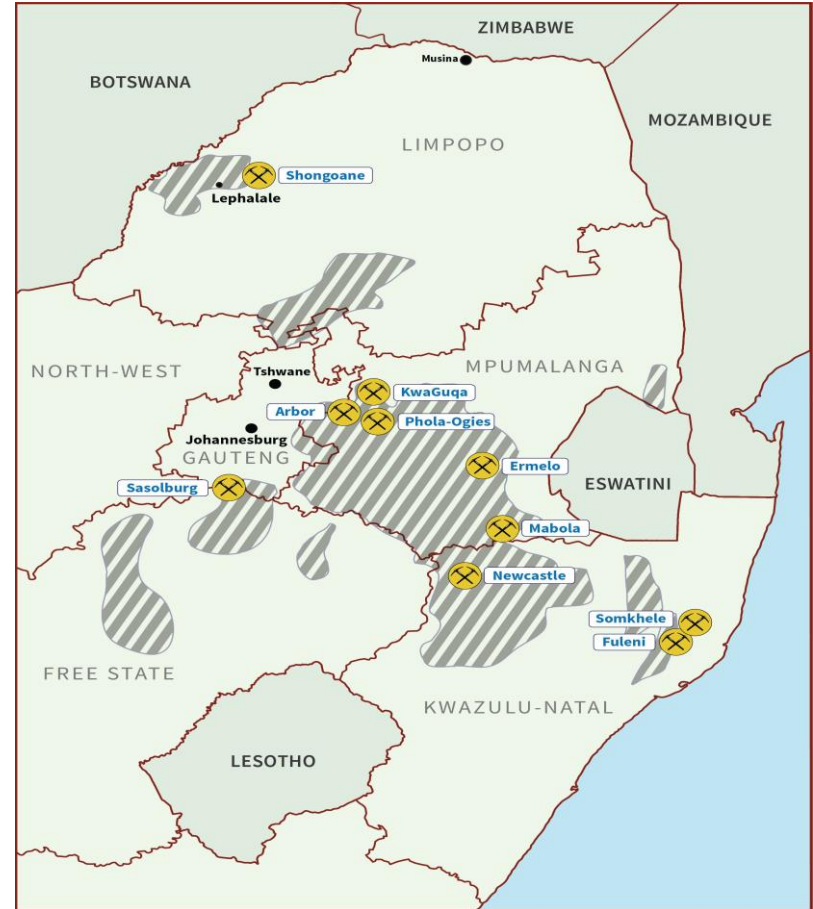 ZIMBABWE
Musina
BOTSWANA
MOZAMBIQUE
LIMPOPO
Shongoane
Lephalale
NORTH-WEST
Tshwane
MPUMALANGA
KwaGuqa
Arbor
Phola-Ogies
Johannesburg
GAUTENG
Ermelo
Sasolburg
ESWATINI
Mabola
Newcastle
Somkhele
Fuleni
FREE STATE
KWAZULU-NATAL
LESOTHO